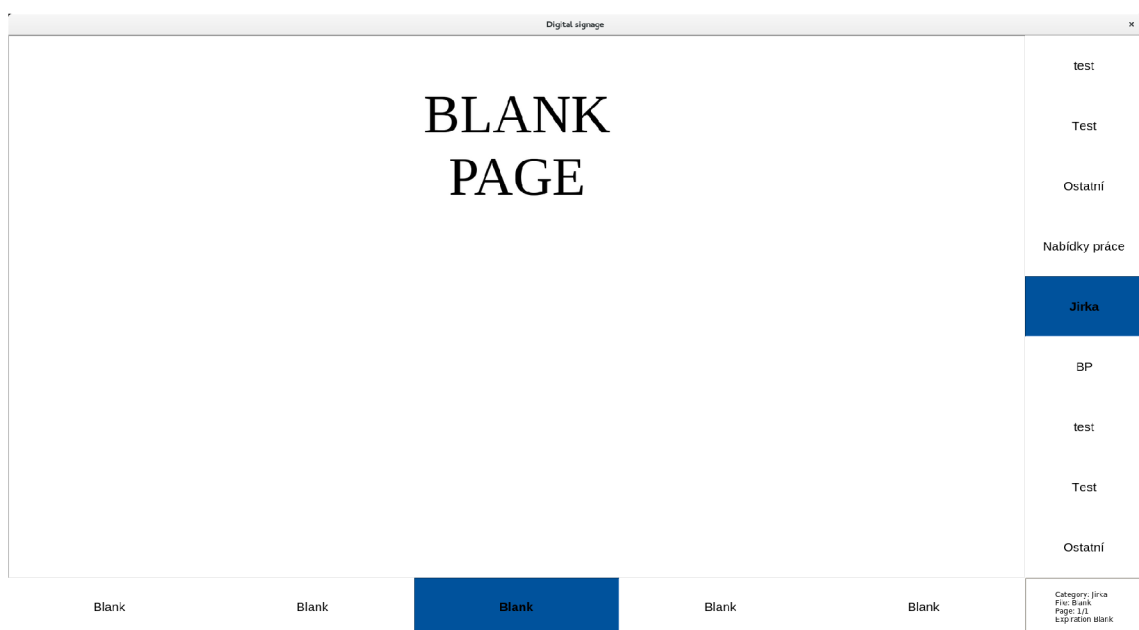 Digital signage
BLANK
PAGE
test
Test
Ostatní
Nabídky práce
Jirka
BP
test
Test
Ostatní
Blank Blank Blank Blank Blank
Category: Jirka
File: Blank
Page: 1/1
Expiration Blank